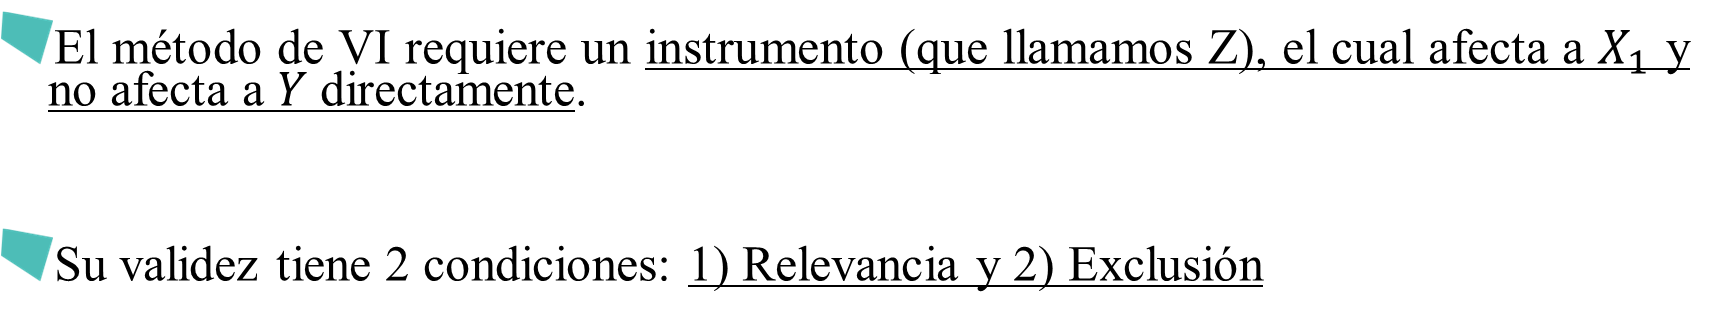 El método de VI requiere un instrumento (que llamamos Z), el cual afecta a X₁ y
no afecta a Y directamente.
Su validez tiene 2 condiciones: 1) Relevancia y 2) Exclusión